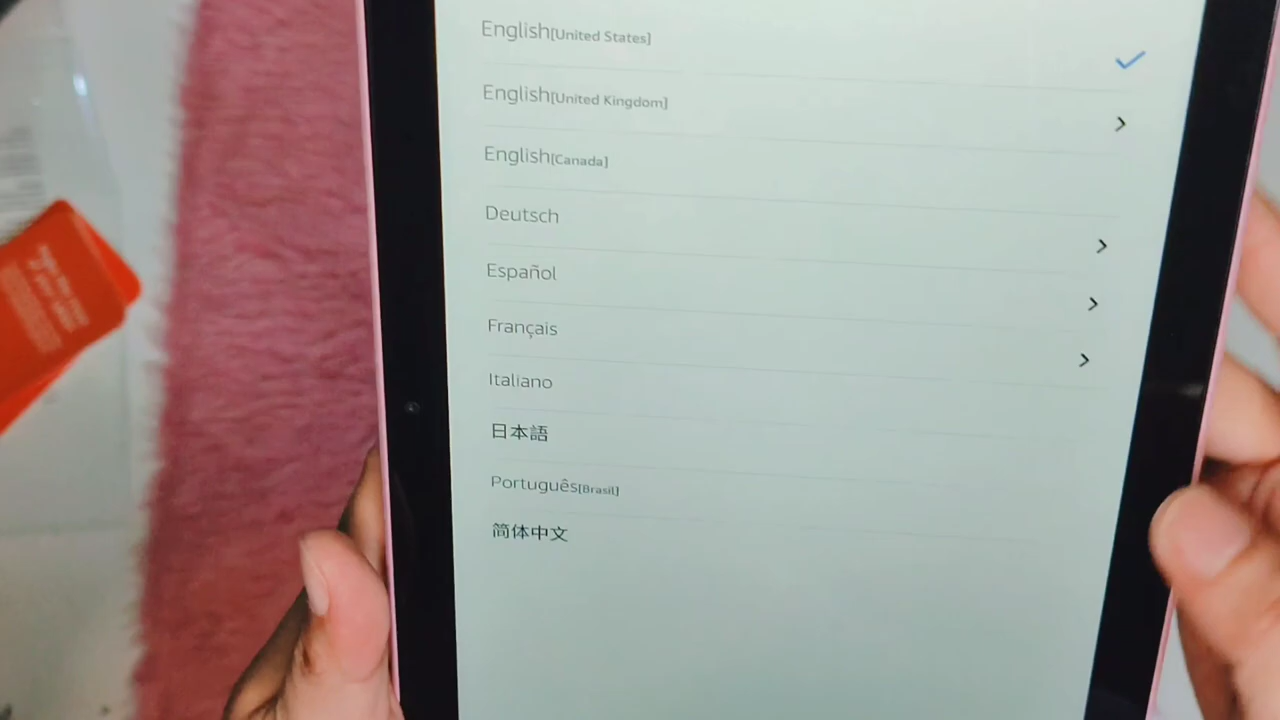 English[United States]
English[United Kingdom]
English[Canada]
Deutsch
Español
Français
Italiano
日本語
Português[Brasil]
简体中文